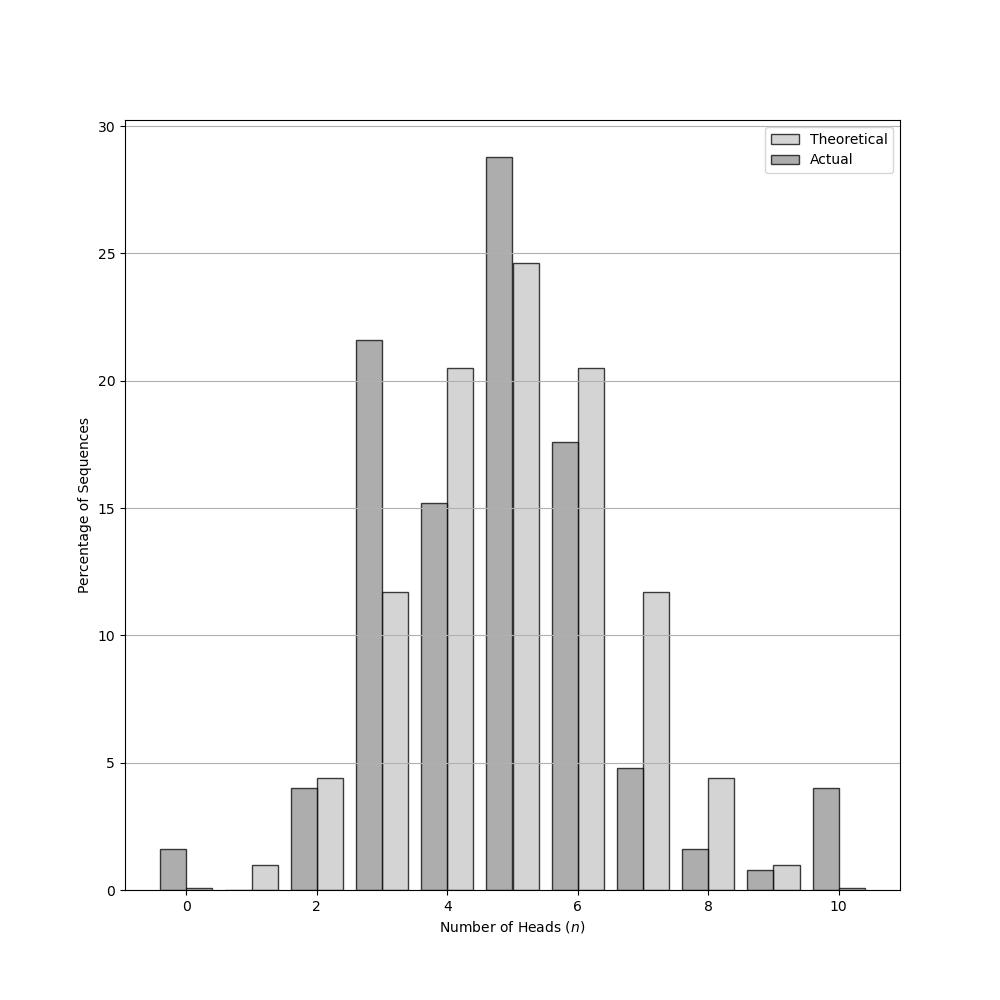 Theoretical
Actual
30
25
20
15
10
5
0
Percentage of Sequences
0 2 4 6 8 10
Number of Heads (n)